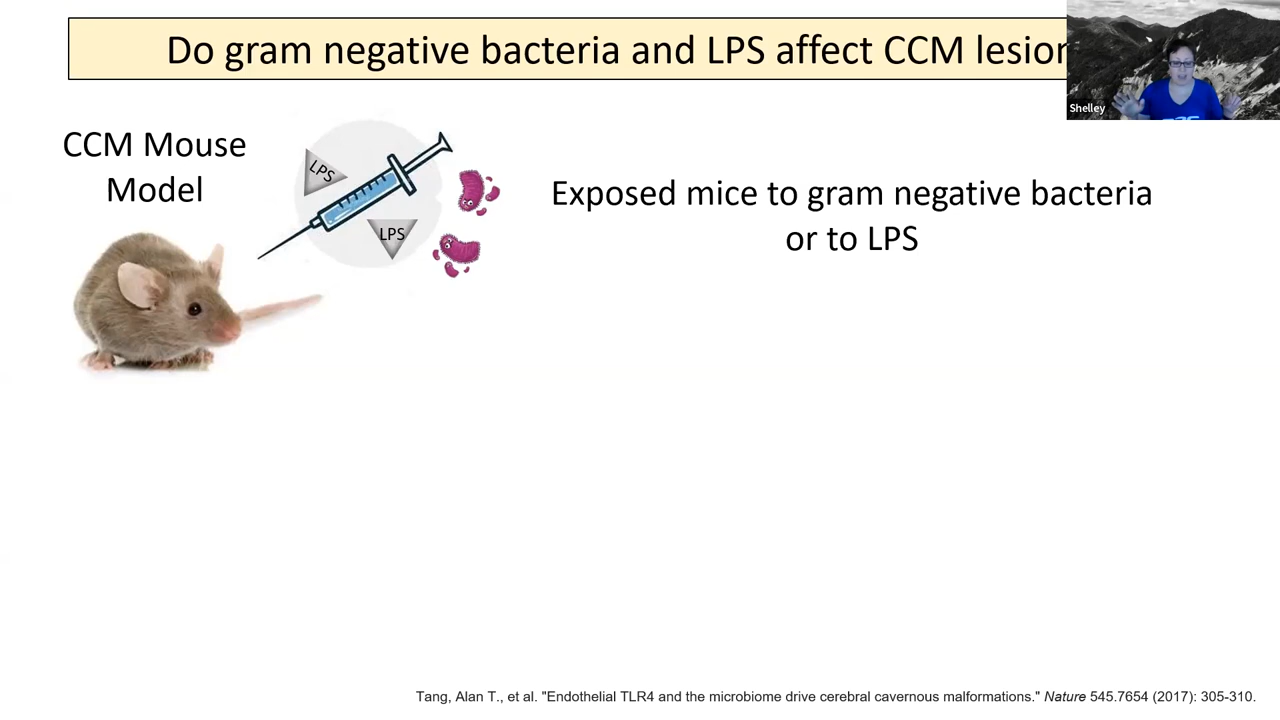 Do gram negative bacteria and LPS affect CCM lesion
Shelley
CCM Mouse
Model
LPS
LPS
Exposed mice to gram negative bacteria
or to LPS
Tang, Alan T., et al. "Endothelial TLR4 and the microbiome drive cerebral cavernous malformations." Nature 545.7654 (2017): 305-310.